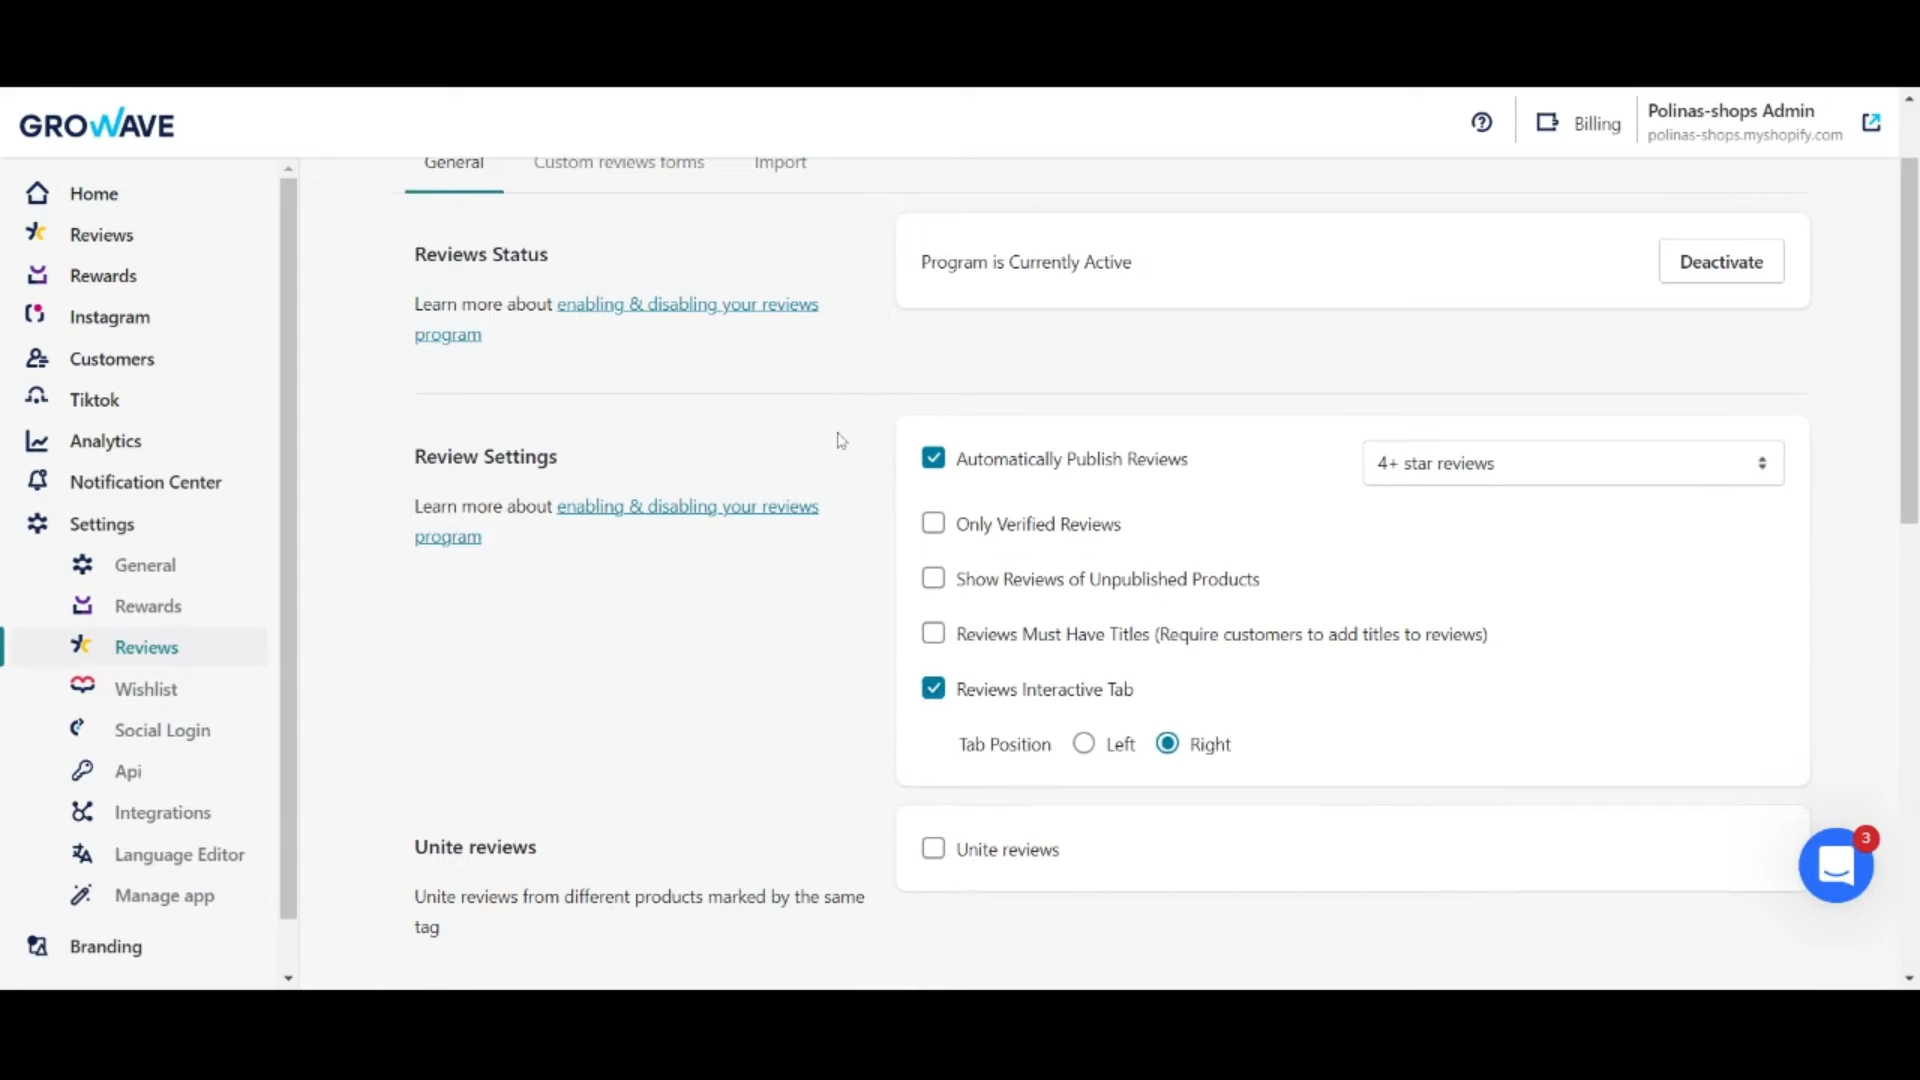 GROWAVE
Billing
Polinas-shops Admin
polinas-shops.myshopify.com
Home
Reviews
Rewards
Instagram
Customers
Tiktok
Analytics
Notification Center
Settings
General
Rewards
Reviews
Wishlist
Social Login
Api
Integrations
Language Editor
Manage app
Branding
General
Custom reviews forms
Import
Reviews Status
Learn more about enabling & disabling your reviews
program
Program is Currently Active
Deactivate
Review Settings
Learn more about enabling & disabling your reviews
program
Automatically Publish Reviews
4+ star reviews
Only Verified Reviews
Show Reviews of Unpublished Products
Reviews Must Have Titles (Require customers to add titles to reviews)
Reviews Interactive Tab
Tab Position Left Right
Unite reviews
Unite reviews from different products marked by the same
tag
Unite reviews
3